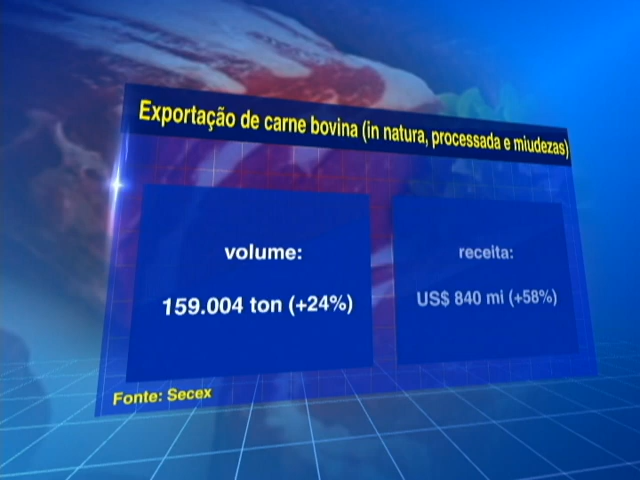 Exportação de carne bovina (in natura, processada e miudezas)
volume:
159.004 ton (+24%)
receita:
US$ 840 mi (+58%)
Fonte: Secex